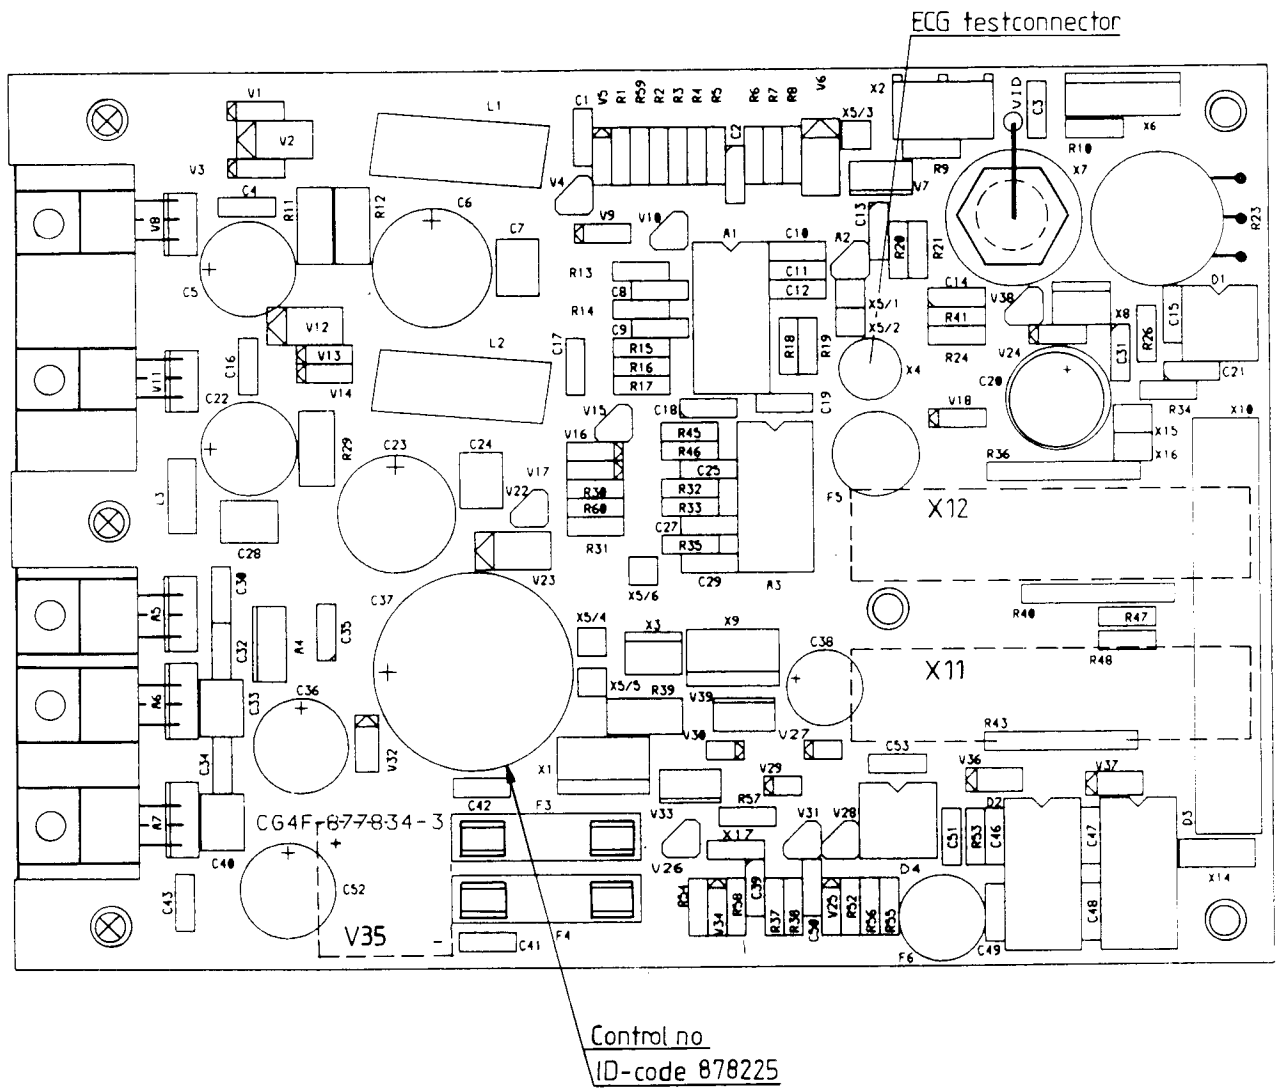 ECG testconnector
V1
V2
V3
L1
C1
V5
R1
R59
R2
R3
R4
R5
C2
R6
R7
R8
V6
X5/3
X2
V10
C3
X6
R10
R9
X7
V4
V7
V8
C4
R11
R12
C6
C7
V9
V10
A1
C10
A2
C13
R20
R21
R23
C5
R13
C8
C11
C12
R14
C9
X5/1
X5/2
C14
V38
R41
X8
D1
C15
V12
V13
V14
L2
C16
C17
R15
R16
R17
R18
R19
X4
R24
V24
C31
R26
C21
C20
V11
C22
R29
C23
C24
V15
V16
C18
C19
V18
R34
X10
X15
X16
R45
R46
C25
R36
L3
V17
V22
R30
R60
R31
R32
R33
C27
R35
C29
A3
F5
X12
C28
V23
X5/6
C30
A5
C32
A4
C35
C37
X5/4
X3
X9
C38
R40
R47
R48
X11
A6
C33
C36
X5/5
R39
V39
V27
R43
C34
V32
X1
V30
C53
V36
V37
C42
F3
V29
V33
R57
V31
V28
D2
D3
A7
C40
CG4F-877834-3
+
X17
V26
D4
C51
R53
C46
C47
X14
C43
C52
V35
-
F4
C41
R54
V34
R58
C39
R37
R38
C50
V25
R52
R56
R55
F6
C49
C48
Control no
ID-code 878225